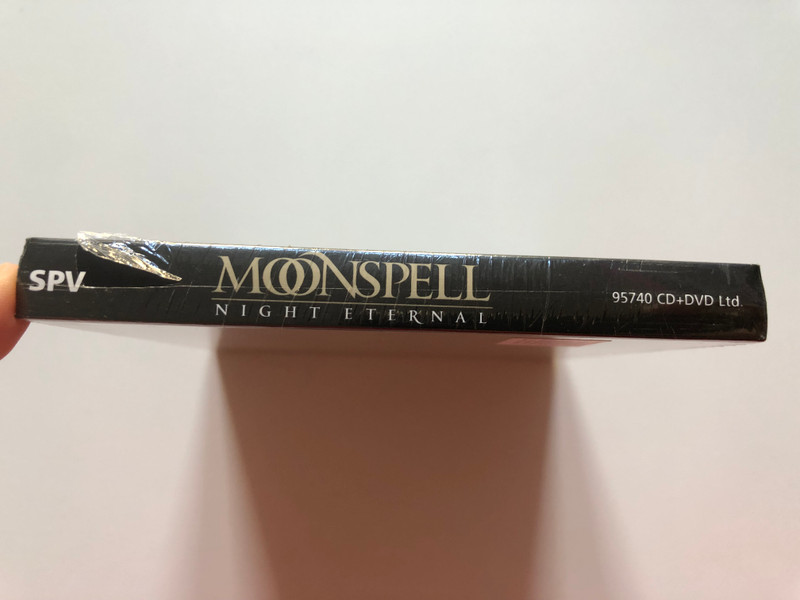 SPV
MOONSPELL
NIGHT ETERNAL
95740 CD+DVD Ltd.